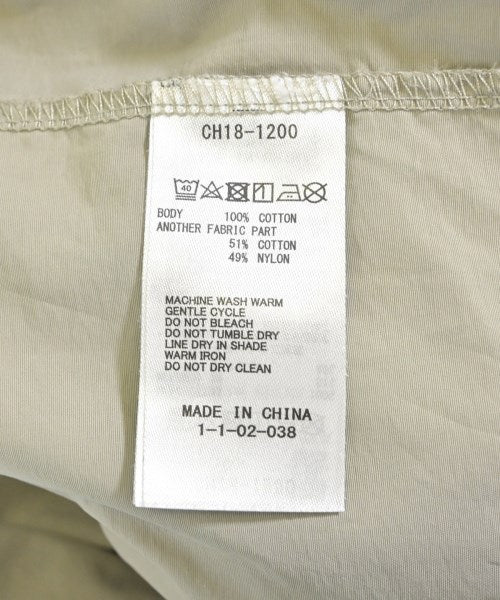 CH18-1200
40
BODY 100% COTTON
ANOTHER FABRIC PART
51% COTTON
49% NYLON
MACHINE WASH WARM
GENTLE CYCLE
DO NOT BLEACH
DO NOT TUMBLE DRY
LINE DRY IN SHADE
WARM IRON
DO NOT DRY CLEAN
MADE IN CHINA
1-1-02-038